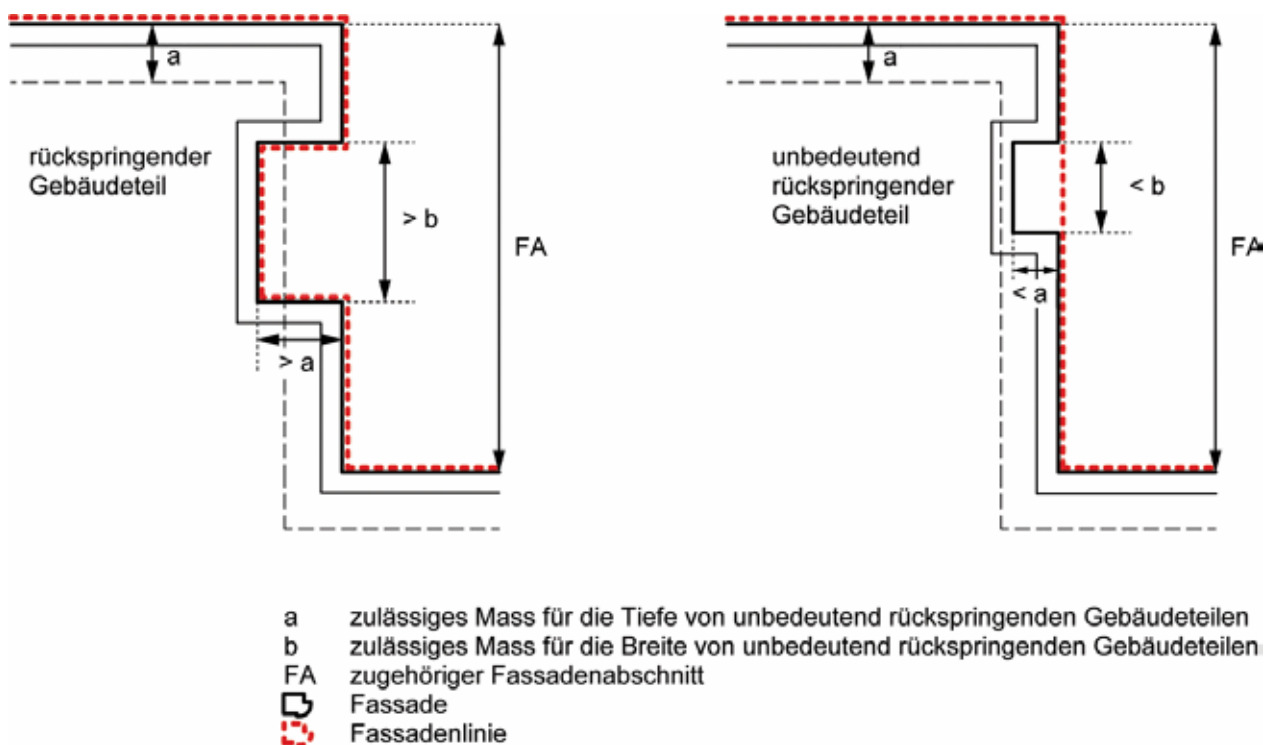 a
rückspringender
Gebäudeteil
> b
FA
> a
a
unbedeutend
rückspringender
Gebäudeteil
< b
FA
< a
a zulässiges Mass für die Tiefe von unbedeutend rückspringenden Gebäudeteilen
b zulässiges Mass für die Breite von unbedeutend rückspringenden Gebäudeteilen
FA zugehöriger Fassadenabschnitt
Fassade
Fassadenlinie